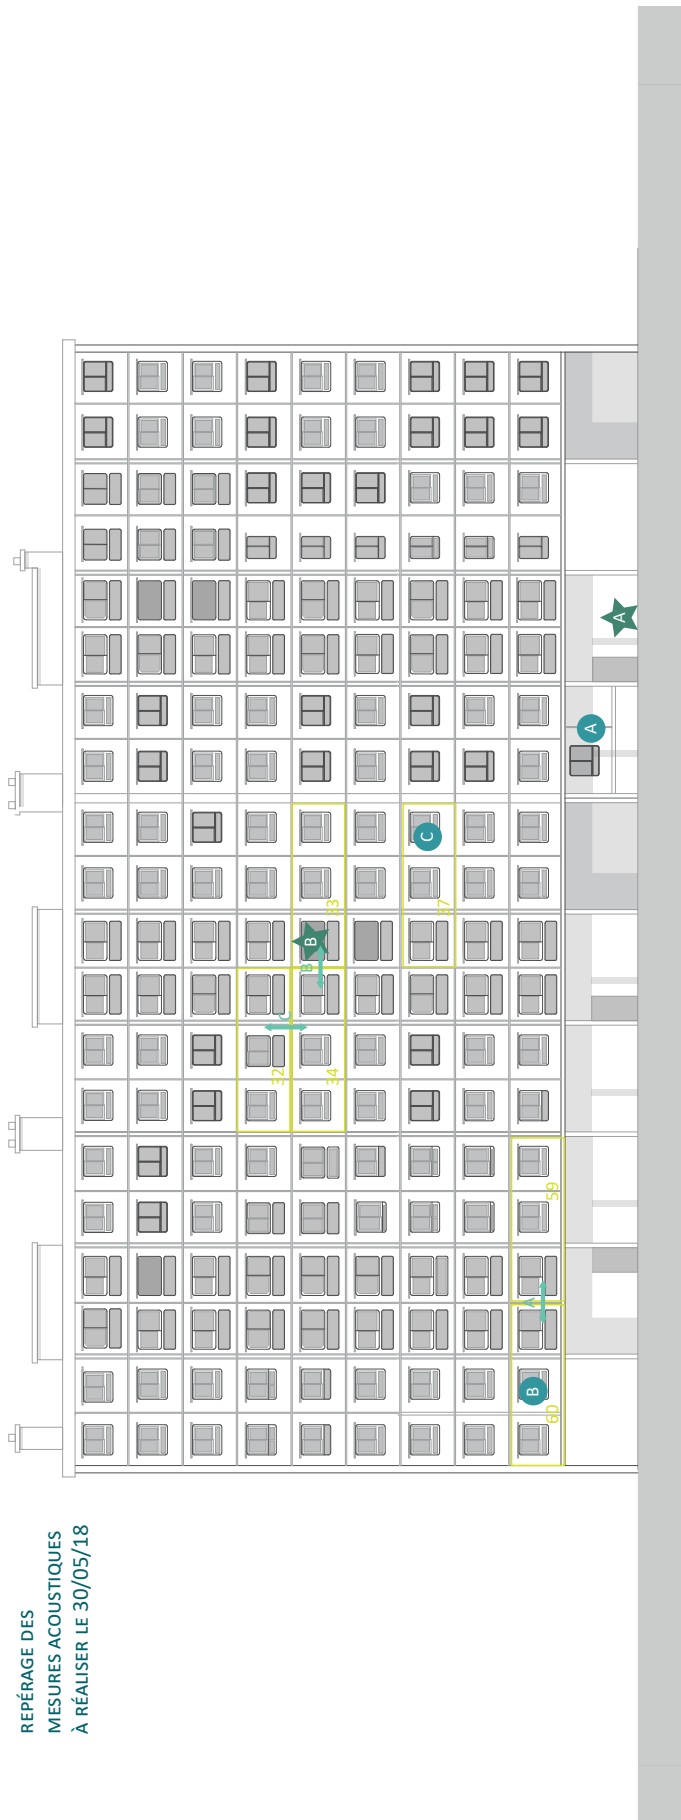 REPÉRAGE DES
MESURES ACOUSTIQUES
À RÉALISER LE 30/05/18
32
C
34
B
B
33
37
C
60
B
A
59
A
A